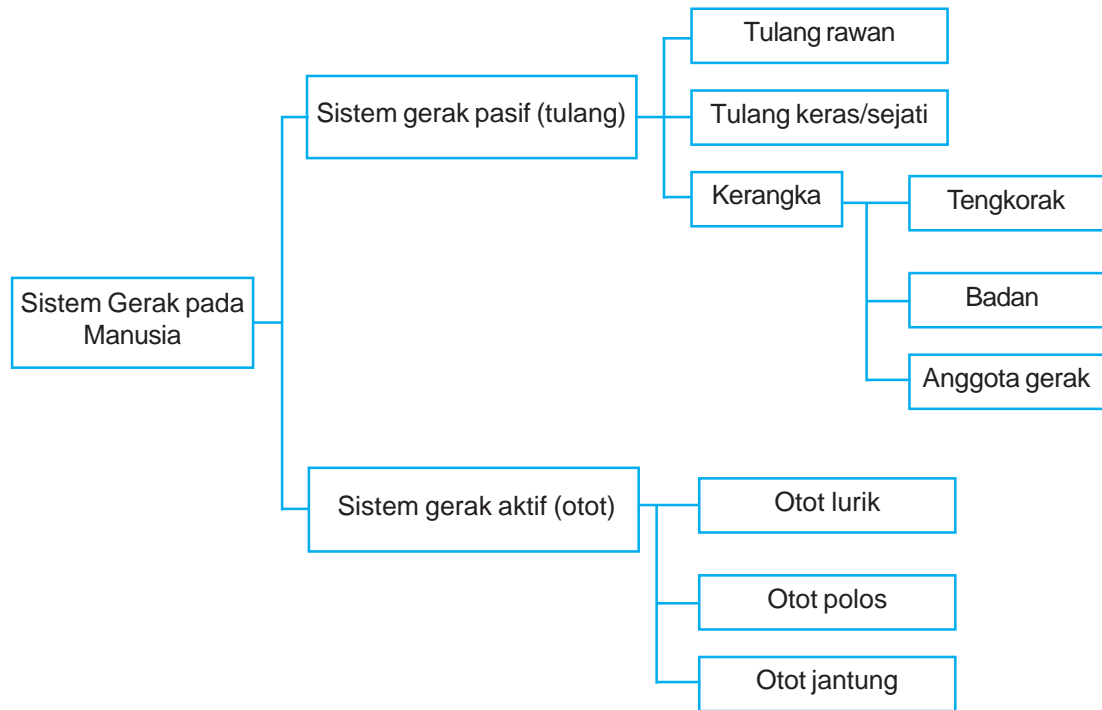 Sistem Gerak pada
Manusia
Sistem gerak pasif (tulang)
Tulang rawan
Tulang keras/sejati
Kerangka
Tengkorak
Badan
Anggota gerak
Sistem gerak aktif (otot)
Otot lurik
Otot polos
Otot jantung